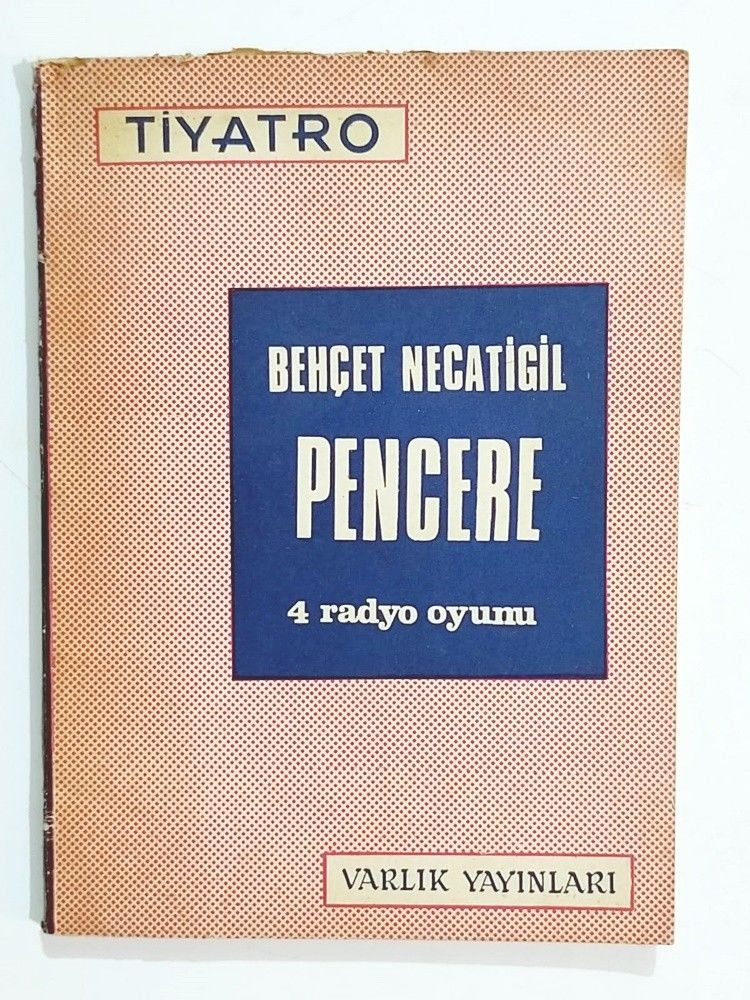 TİYATRO
BEHÇET NECATİGİL
PENCERE
4 radyo oyunu
VARLIK YAYINLARI